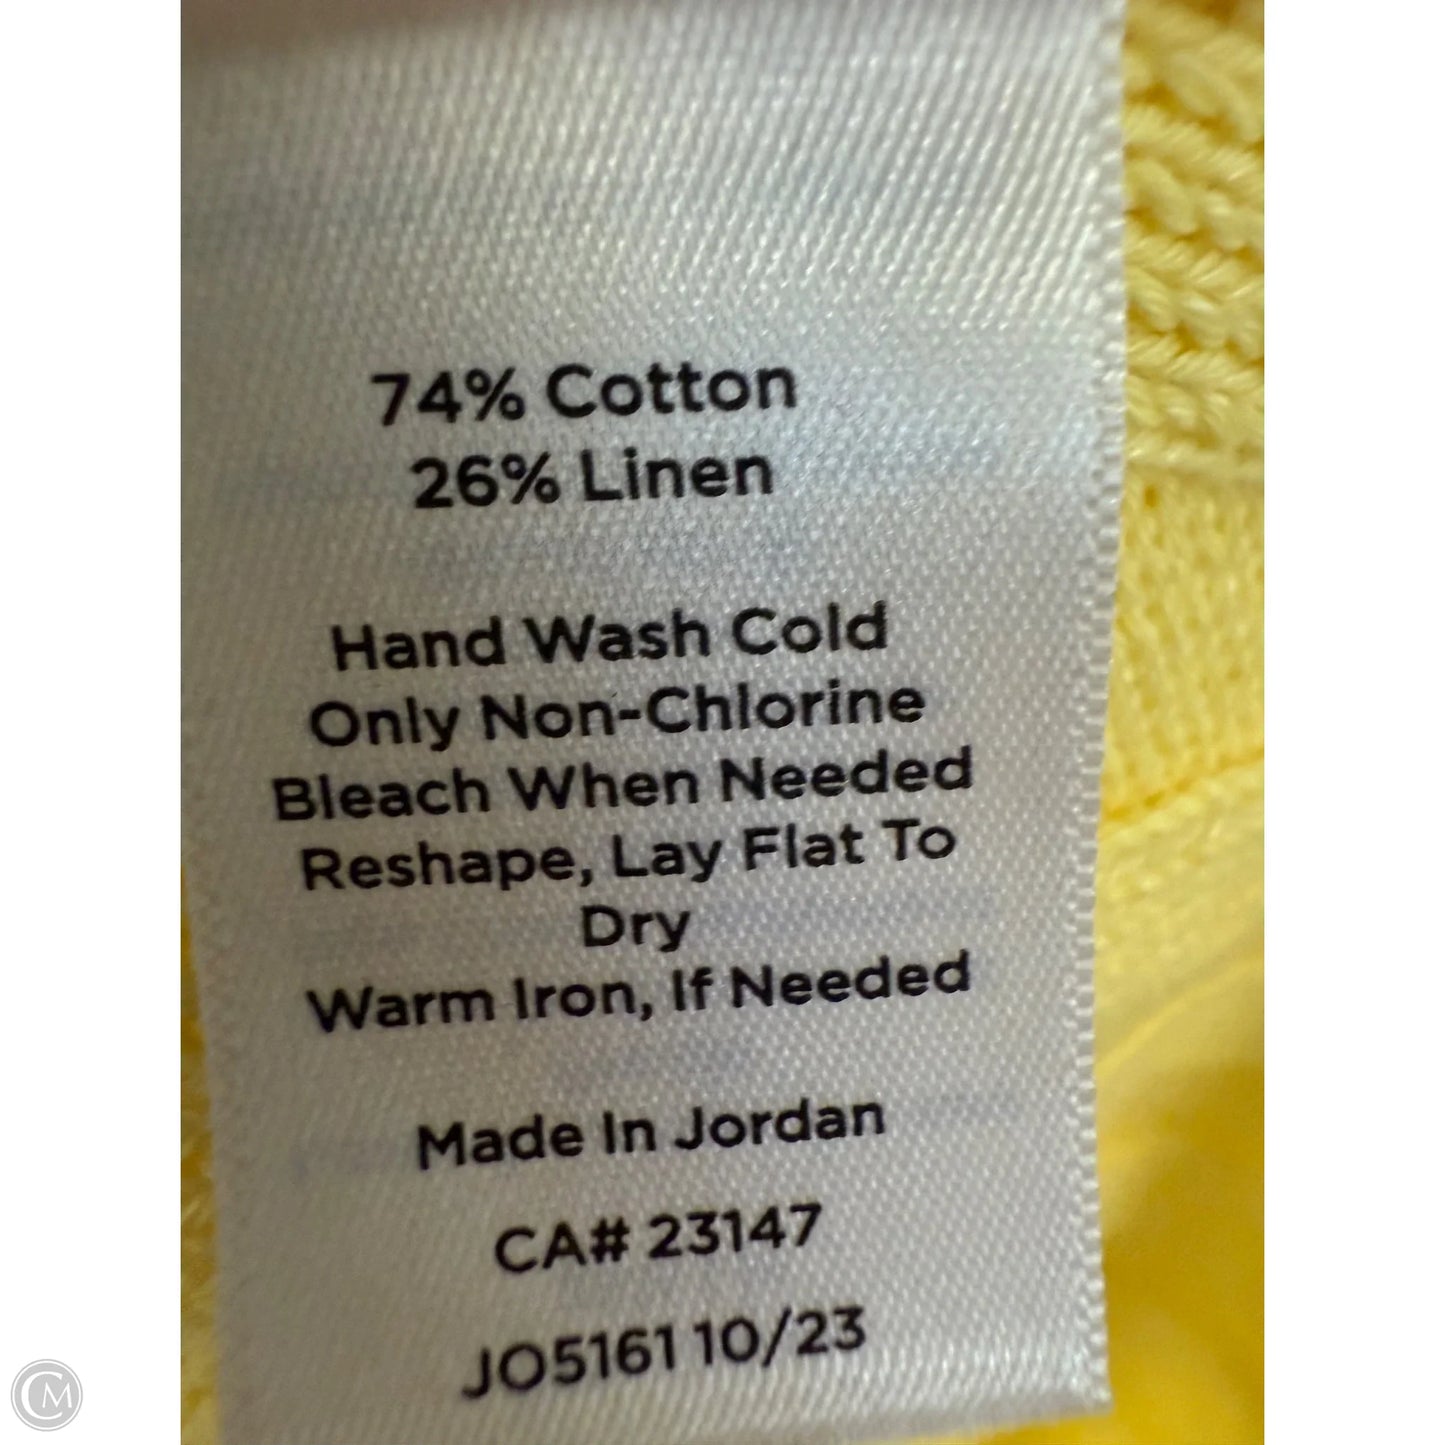 74% Cotton
26% Linen
Hand Wash Cold
Only Non-Chlorine
Bleach When Needed
Reshape, Lay Flat To
Dry
Warm Iron, If Needed
Made In Jordan
CA# 23147
JO5161 10/23
CM